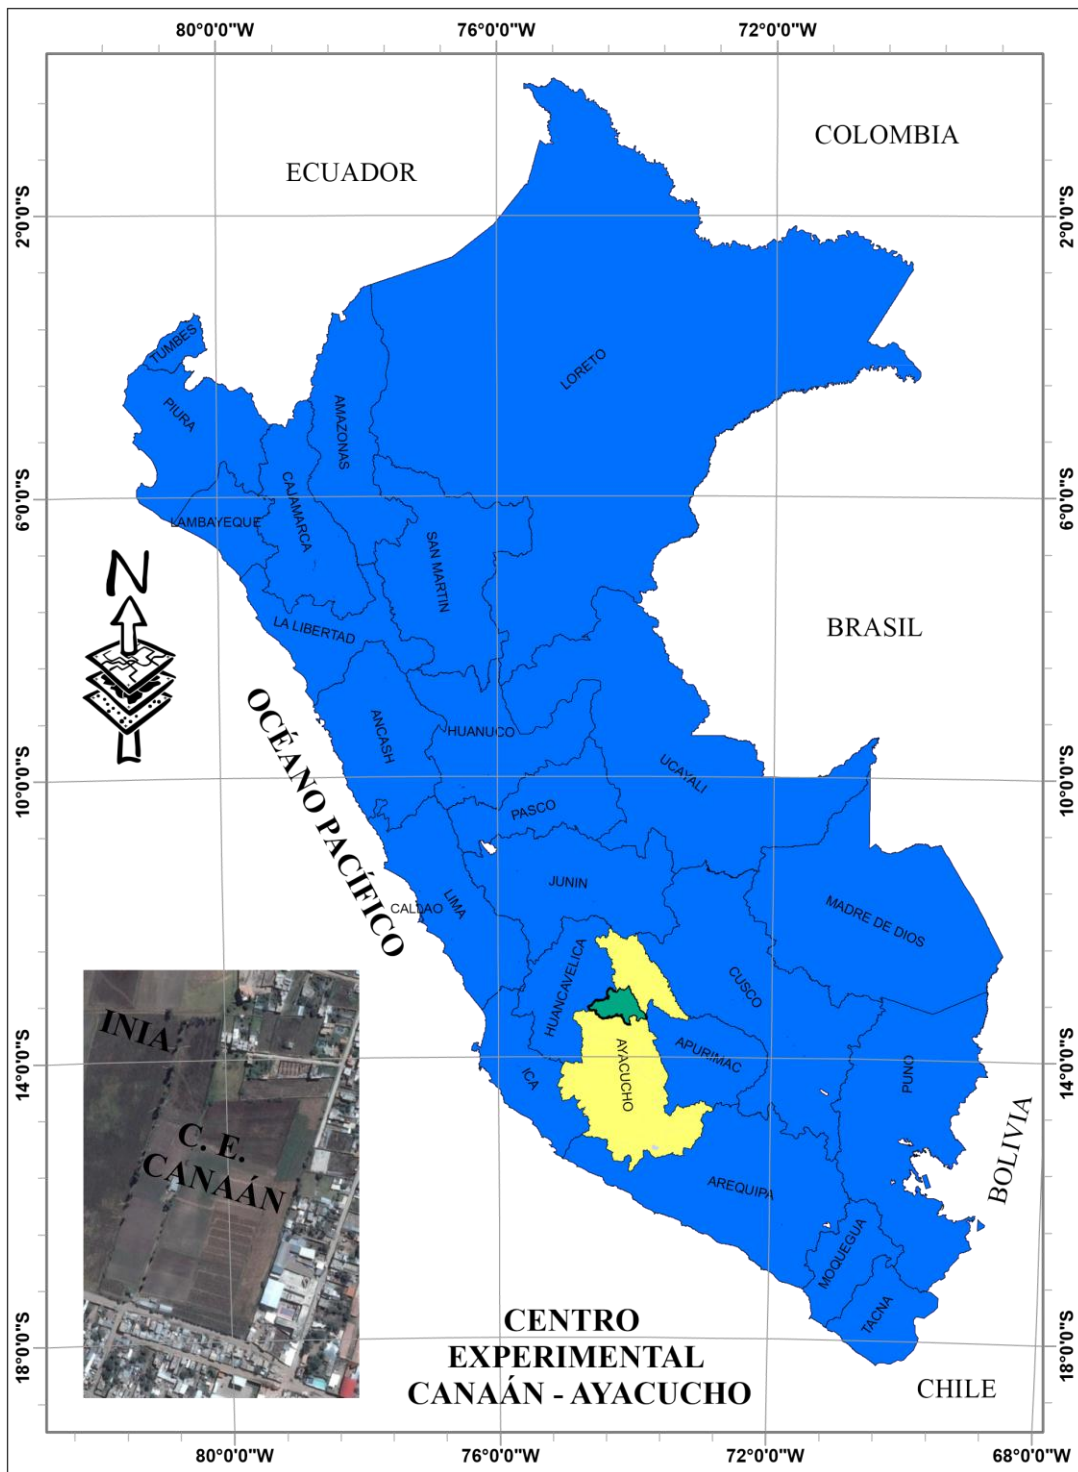 80°0'0"W
76°0'0"W
72°0'0"W
COLOMBIA
ECUADOR
2°0'0"S
2°0'0"S
TUMBES
LORETO
PIURA
AMAZONAS
CAJAMARCA
6°0'0"S
6°0'0"S
LAMBAYEQUE
SAN MARTIN
N
LA LIBERTAD
BRASIL
ANCASH
HUANUCO
OCÉANO PACÍFICO
UCAYALI
10°0'0"S
10°0'0"S
PASCO
JUNIN
LIMA
CALLAO
MADRE DE DIOS
HUANCAVELICA
CUSCO
INIA
14°0'0"S
14°0'0"S
ICA
AYACUCHO
APURIMAC
PUNO
C. E.
CANAÁN
BOLIVIA
AREQUIPA
MOQUEGUA
TACNA
CENTRO
EXPERIMENTAL
CANAÁN - AYACUCHO
18°0'0"S
18°0'0"S
CHILE
80°0'0"W
76°0'0"W
72°0'0"W
68°0'0"W